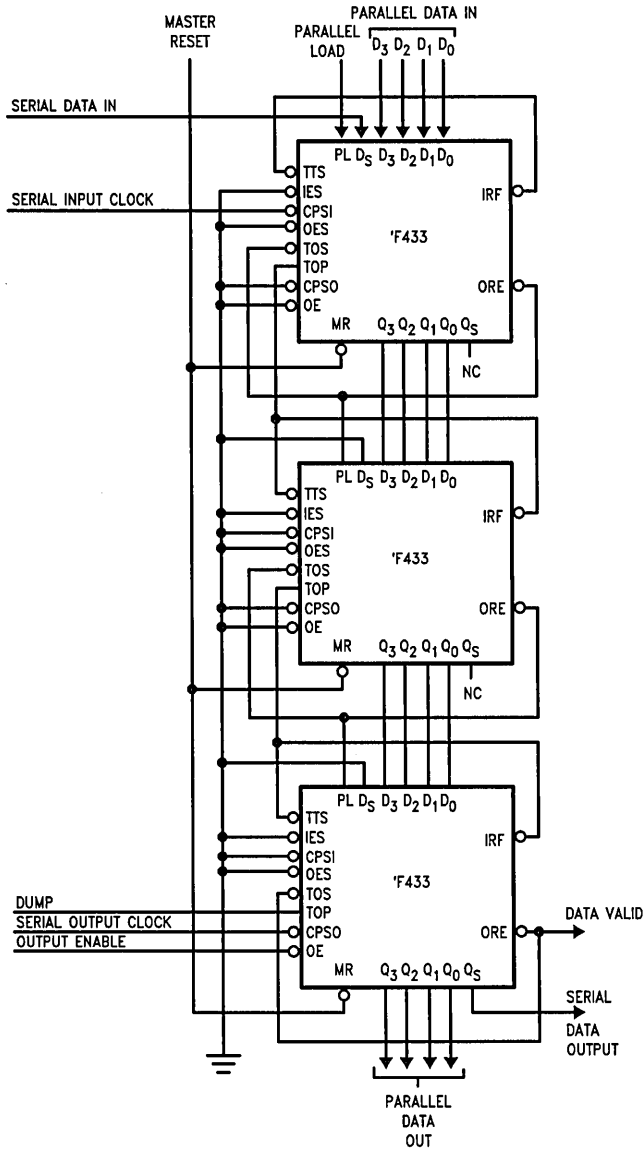 MASTER
RESET
PARALLEL DATA IN
PARALLEL
LOAD
D3 D2 D1 D0
SERIAL DATA IN
PL DS D3 D2 D1 D0
TTS
IES
IRF
SERIAL INPUT CLOCK
CPSI
OES
'F433
TOS
TOP
CPSO
ORE
OE
MR
Q3 Q2 Q1 Q0 QS
NC
PL DS D3 D2 D1 D0
TTS
IES
IRF
CPSI
OES
'F433
TOS
TOP
CPSO
ORE
OE
MR
Q3 Q2 Q1 Q0 QS
NC
PL DS D3 D2 D1 D0
TTS
IES
IRF
CPSI
OES
'F433
TOS
DUMP
TOP
DATA VALID
SERIAL OUTPUT CLOCK
CPSO
ORE
OUTPUT ENABLE
OE
MR
Q3 Q2 Q1 Q0 QS
SERIAL
DATA
OUTPUT
PARALLEL
DATA
OUT